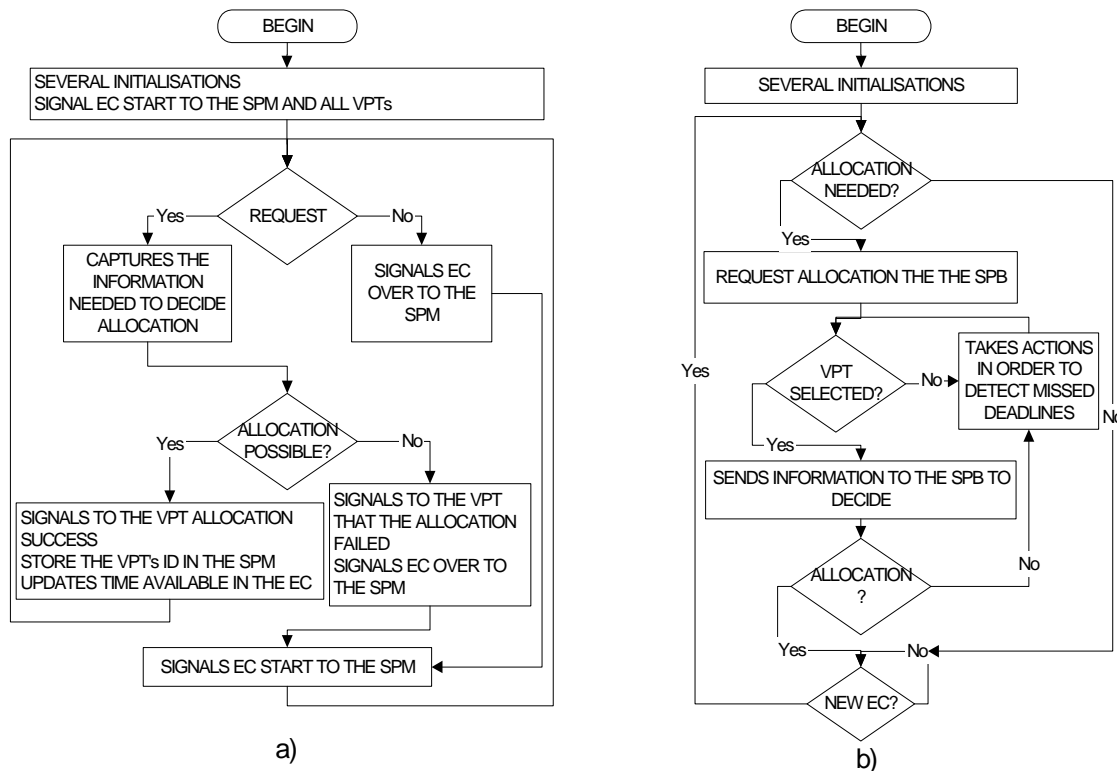 BEGIN
SEVERAL INITIALISATIONS
SIGNAL EC START TO THE SPM AND ALL VPTs
REQUEST
Yes
No
CAPTURES THE
INFORMATION
NEEDED TO DECIDE
ALLOCATION
SIGNALS EC
OVER TO THE
SPM
ALLOCATION
POSSIBLE?
Yes
No
SIGNALS TO THE VPT ALLOCATION
SUCCESS
STORE THE VPT's ID IN THE SPM
UPDATES TIME AVAILABLE IN THE EC
SIGNALS TO THE VPT
THAT THE ALLOCATION
FAILED
SIGNALS EC OVER TO
THE SPM
SIGNALS EC START TO THE SPM
a)
BEGIN
SEVERAL INITIALISATIONS
ALLOCATION
NEEDED?
Yes
No
REQUEST ALLOCATION THE THE SPB
VPT
SELECTED?
No
TAKES ACTIONS
IN ORDER TO
DETECT MISSED
DEADLINES
Yes
Yes
SENDS INFORMATION TO THE SPB TO
DECIDE
ALLOCATION
?
No
Yes
No
NEW EC?
b)